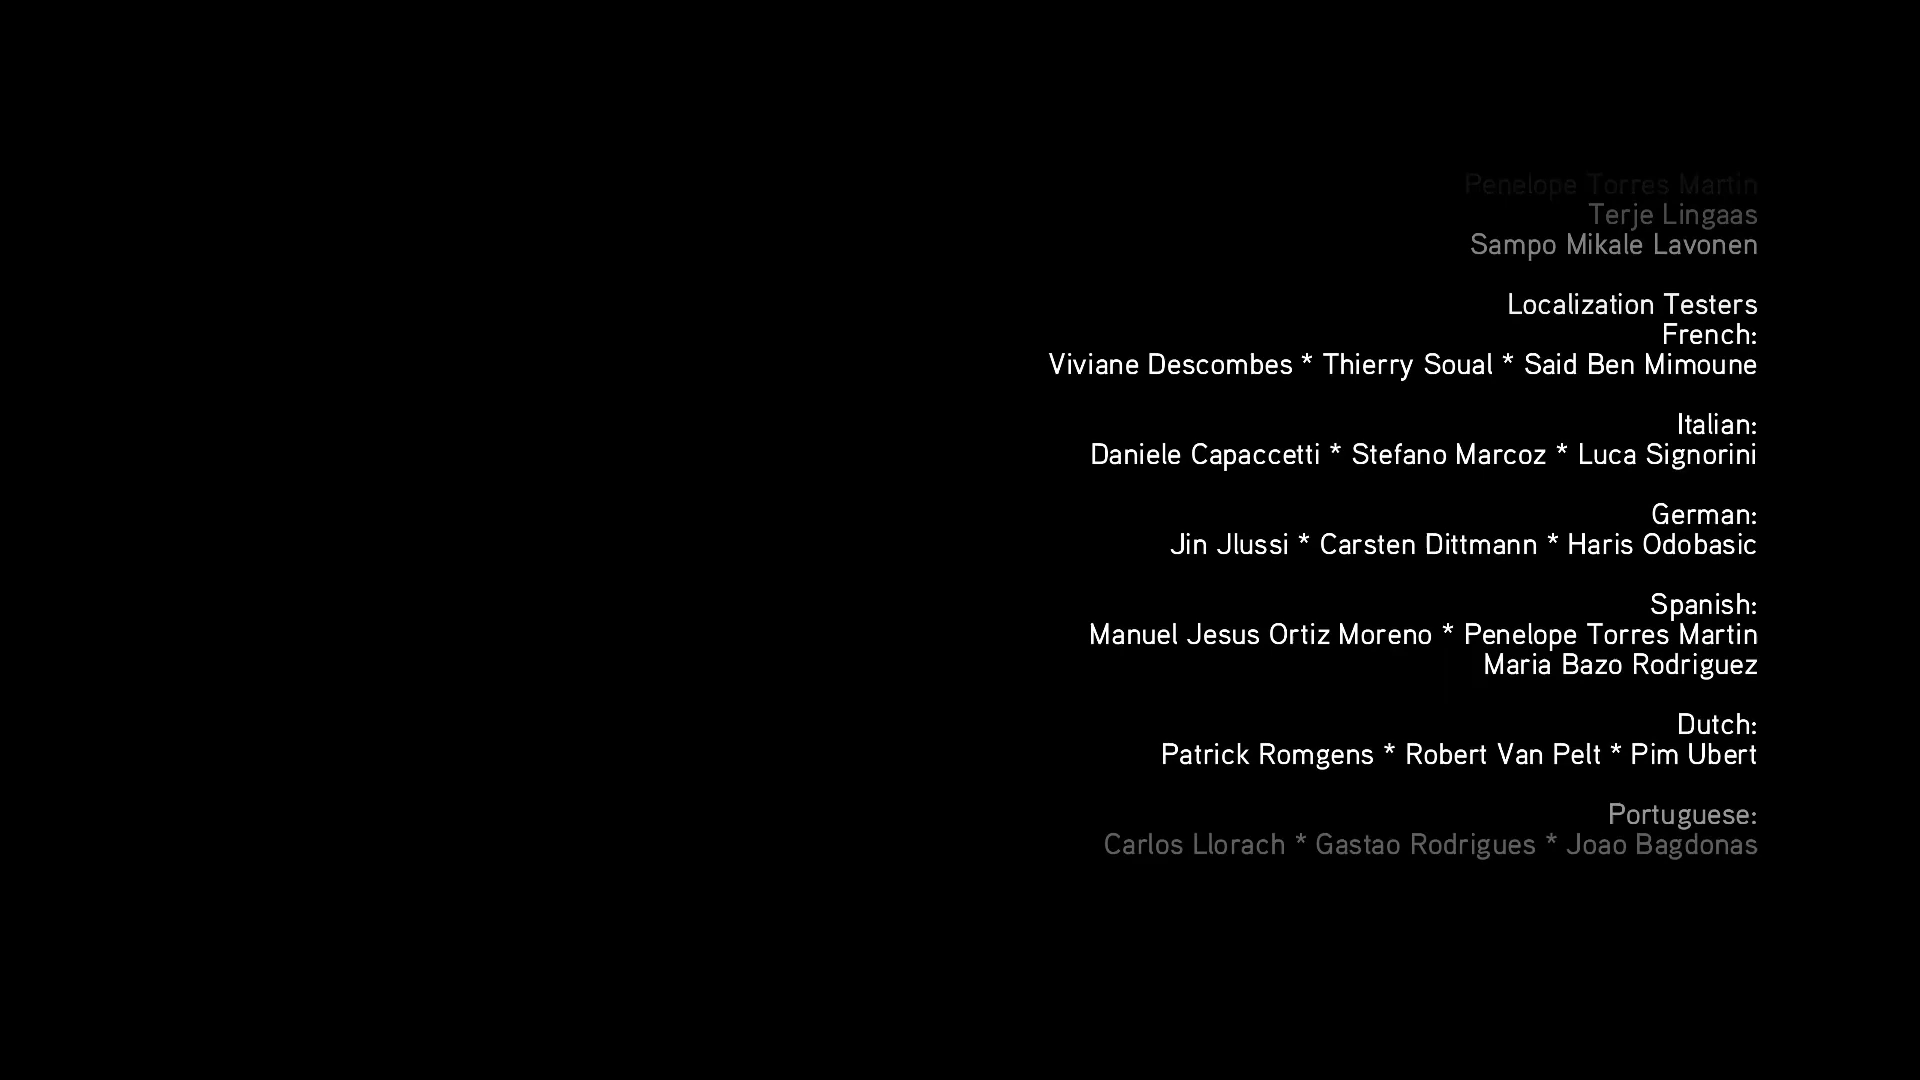 Penelope Torres Martin
Terje Lingaas
Sampo Mikale Lavonen
Localization Testers
French:
Viviane Descombes * Thierry Soual * Said Ben Mimoune
Italian:
Daniele Capaccetti * Stefano Marcoz * Luca Signorini
German:
Jin Jlussi * Carsten Dittmann * Haris Odobasic
Spanish:
Manuel Jesus Ortiz Moreno * Penelope Torres Martin
Maria Bazo Rodriguez
Dutch:
Patrick Romgens * Robert Van Pelt * Pim Ubert
Portuguese:
Carlos Llorach * Gastao Rodrigues * Joao Bagdonas